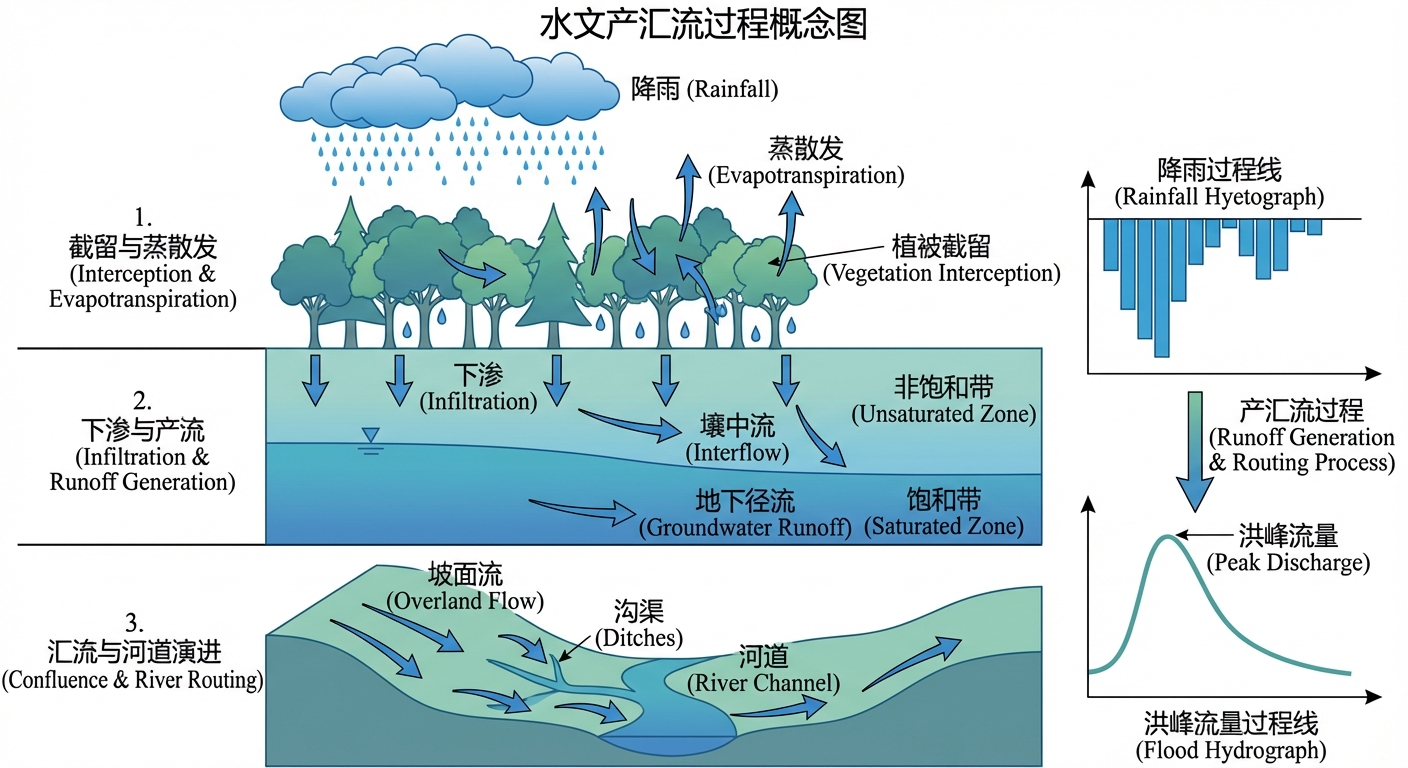 水文产汇流过程概念图
降雨 (Rainfall)
蒸散发
(Evapotranspiration)
植被截留
(Vegetation Interception)
1.
截留与蒸散发
(Interception &
Evapotranspiration)
2.
下渗与产流
(Infiltration &
Runoff Generation)
下渗
(Infiltration)
壤中流
(Interflow)
非饱和带
(Unsaturated Zone)
地下径流
(Groundwater Runoff)
饱和带
(Saturated Zone)
3.
汇流与河道演进
(Confluence & River Routing)
坡面流
(Overland Flow)
沟渠
(Ditches)
河道
(River Channel)
降雨过程线
(Rainfall Hyetograph)
产汇流过程
(Runoff Generation
& Routing Process)
洪峰流量
(Peak Discharge)
洪峰流量过程线
(Flood Hydrograph)